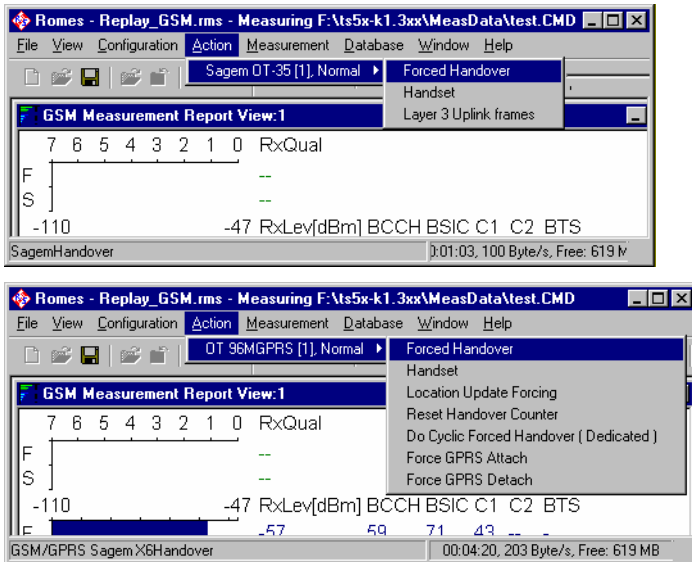 Romes - Replay_GSM.rms - Measuring F:\ts5x-k1.3xx\MeasData\test.CMD
File View Configuration Action Measurement Database Window Help
Sagem OT-35 [1], Normal
Forced Handover
Handset
Layer 3 Uplink frames
GSM Measurement Report View:1
7 6 5 4 3 2 1 0 RxQual
F --
S --
-110 -47 RxLev[dBm] BCCH BSIC C1 C2 BTS
SagemHandover 0:01:03, 100 Byte/s, Free: 619 M
Romes - Replay_GSM.rms - Measuring F:\ts5x-k1.3xx\MeasData\test.CMD
File View Configuration Action Measurement Database Window Help
OT 96MGPRS [1], Normal
Forced Handover
Handset
Location Update Forcing
Reset Handover Counter
Do Cyclic Forced Handover ( Dedicated )
Force GPRS Attach
Force GPRS Detach
GSM Measurement Report View:1
7 6 5 4 3 2 1 0 RxQual
F --
S --
-110 -47 RxLev[dBm] BCCH BSIC C1 C2 BTS
F -57 59 71 43 -- -
GSM/GPRS Sagem X6Handover 00:04:20, 203 Byte/s, Free: 619 MB